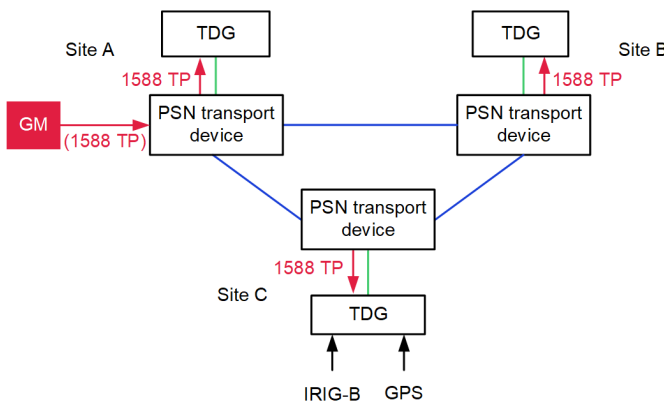 TDG
TDG
Site A
Site B
1588 TP
1588 TP
GM
(1588 TP)
PSN transport
device
PSN transport
device
PSN transport
device
1588 TP
Site C
TDG
IRIG-B
GPS